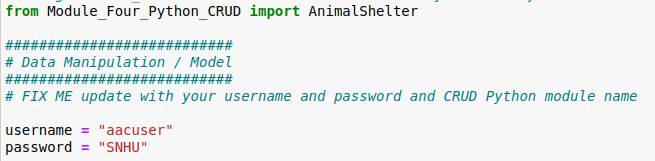 from Module_Four_Python_CRUD import AnimalShelter
###########################
# Data Manipulation / Model
###########################
# FIX ME update with your username and password and CRUD Python module name
username = "aacuser"
password = "SNHU"